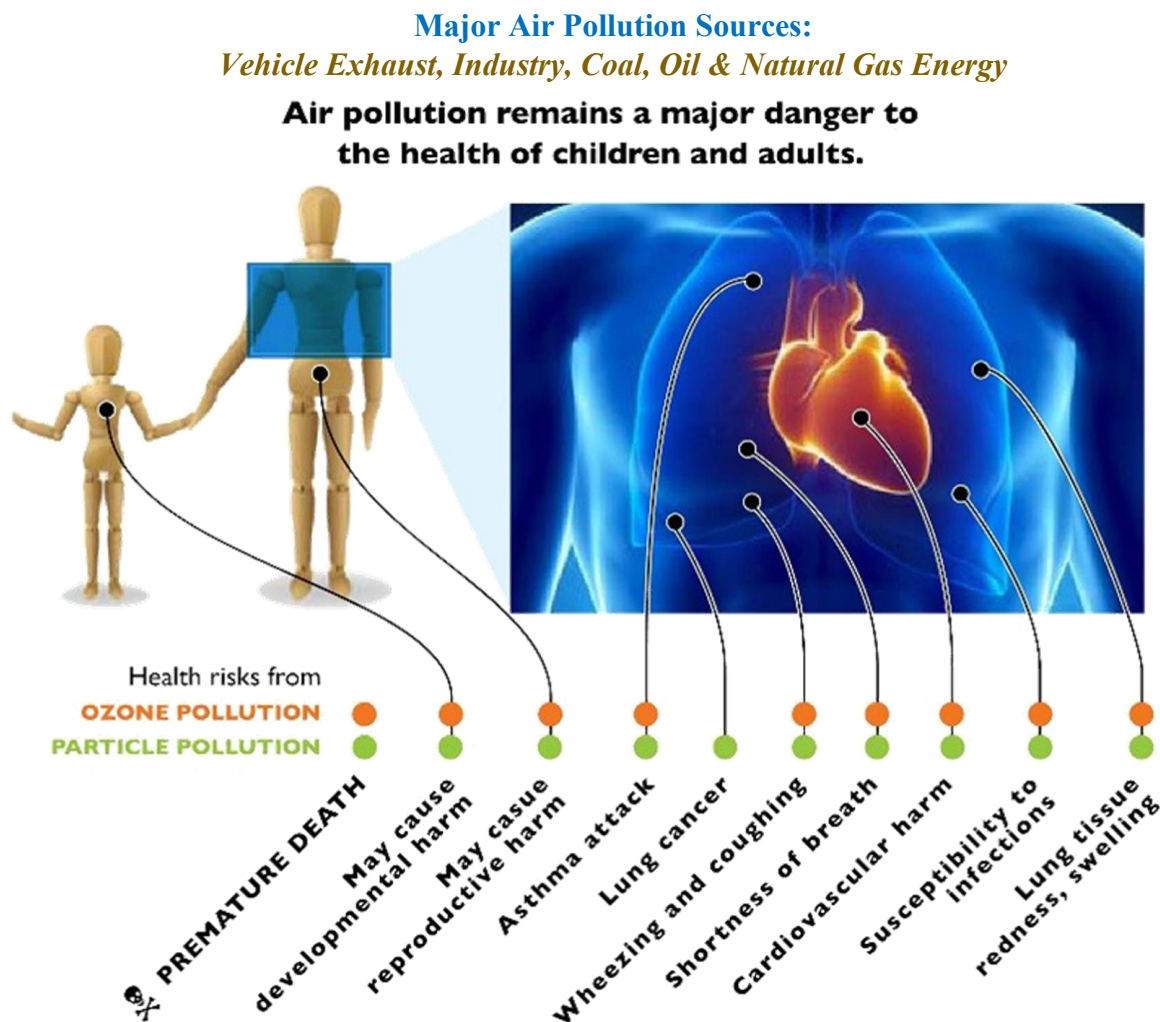 Major Air Pollution Sources:
Vehicle Exhaust, Industry, Coal, Oil & Natural Gas Energy
Air pollution remains a major danger to
the health of children and adults.
Health risks from
OZONE POLLUTION
PARTICLE POLLUTION
PREMATURE DEATH
May cause
developmental harm
May casue
reproductive harm
Asthma attack
Lung cancer
Wheezing and coughing
Shortness of breath
Cardiovascular harm
Susceptibility to
infections
Lung tissue
redness, swelling